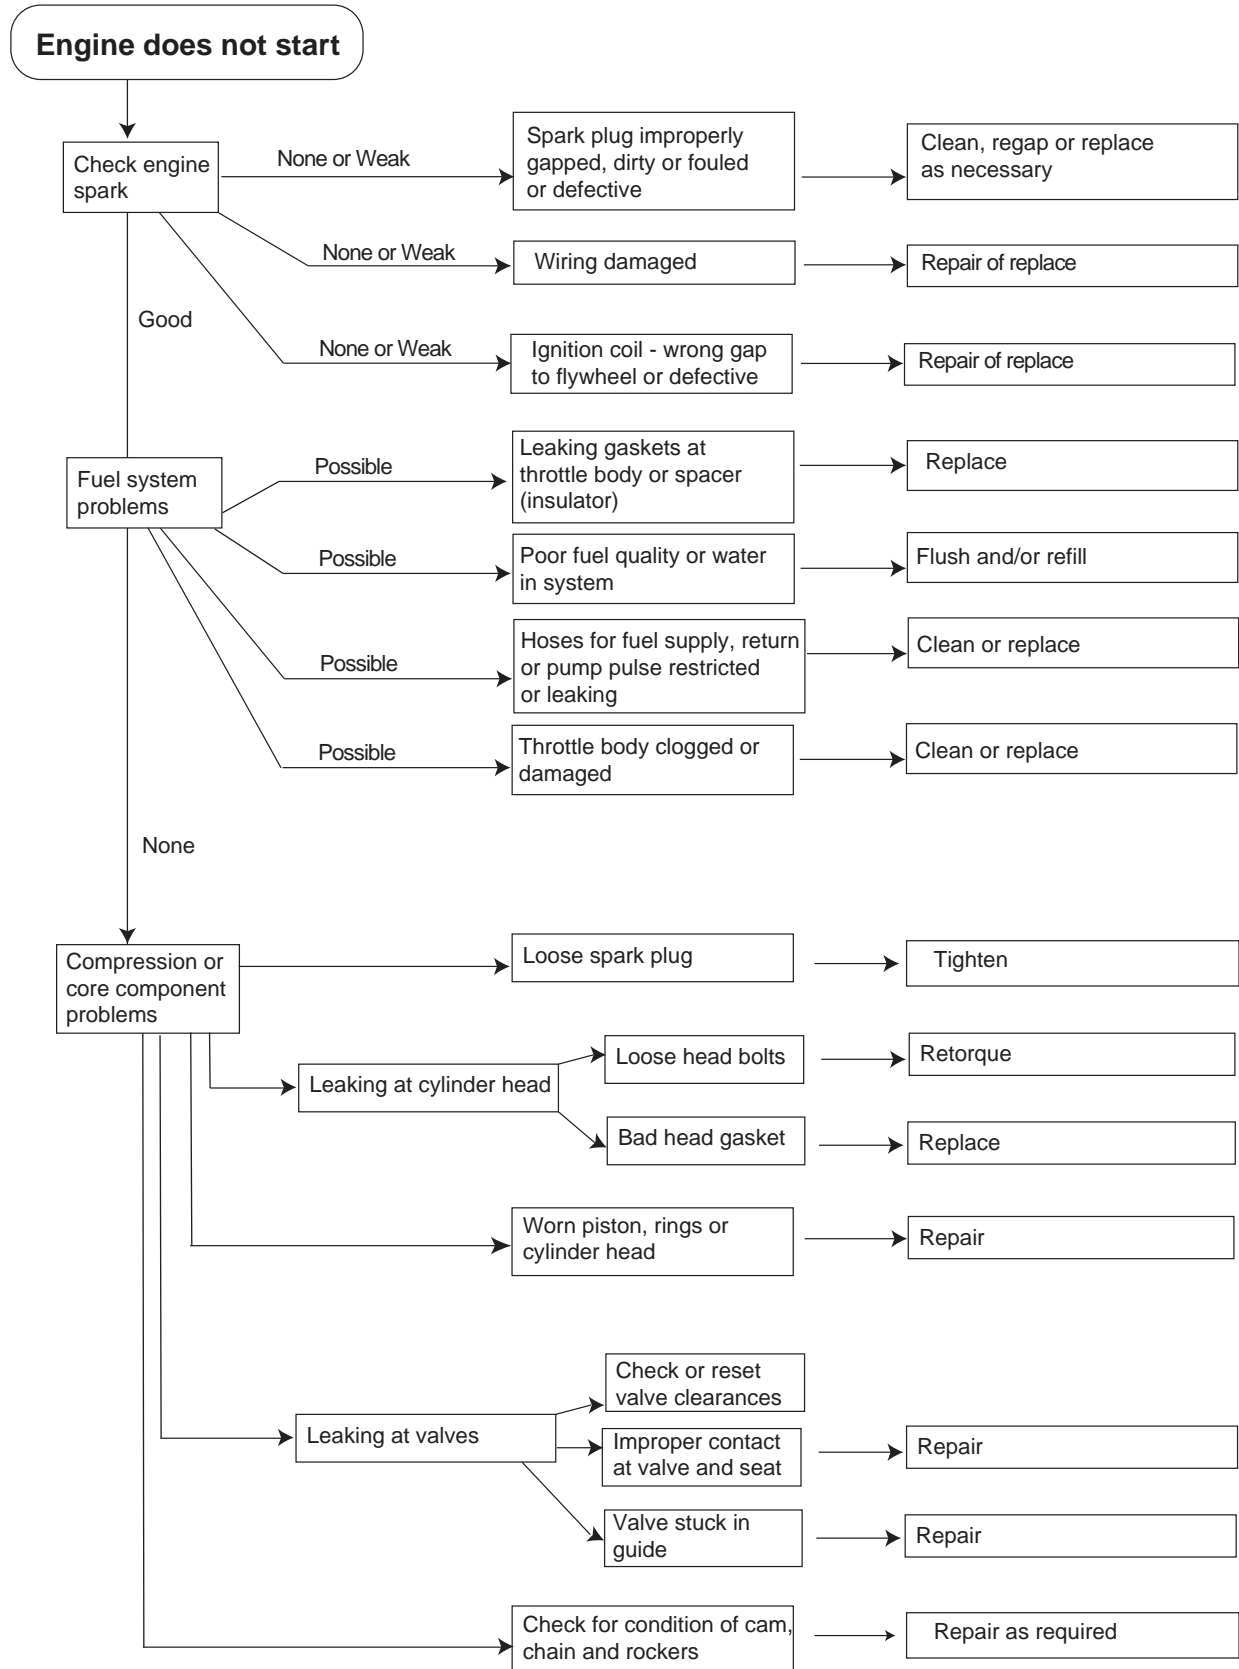 Engine does not start
Check engine
spark
None or Weak
Spark plug improperly
gapped, dirty or fouled
or defective
Clean, regap or replace
as necessary
None or Weak
Wiring damaged
Repair of replace
Good
None or Weak
Ignition coil - wrong gap
to flywheel or defective
Repair of replace
Fuel system
problems
Possible
Leaking gaskets at
throttle body or spacer
(insulator)
Replace
Possible
Poor fuel quality or water
in system
Flush and/or refill
Possible
Hoses for fuel supply, return
or pump pulse restricted
or leaking
Clean or replace
Possible
Throttle body clogged or
damaged
Clean or replace
None
Compression or
core component
problems
Loose spark plug
Tighten
Leaking at cylinder head
Loose head bolts
Retorque
Bad head gasket
Replace
Worn piston, rings or
cylinder head
Repair
Leaking at valves
Check or reset
valve clearances
Improper contact
at valve and seat
Repair
Valve stuck in
guide
Repair
Check for condition of cam,
chain and rockers
Repair as required